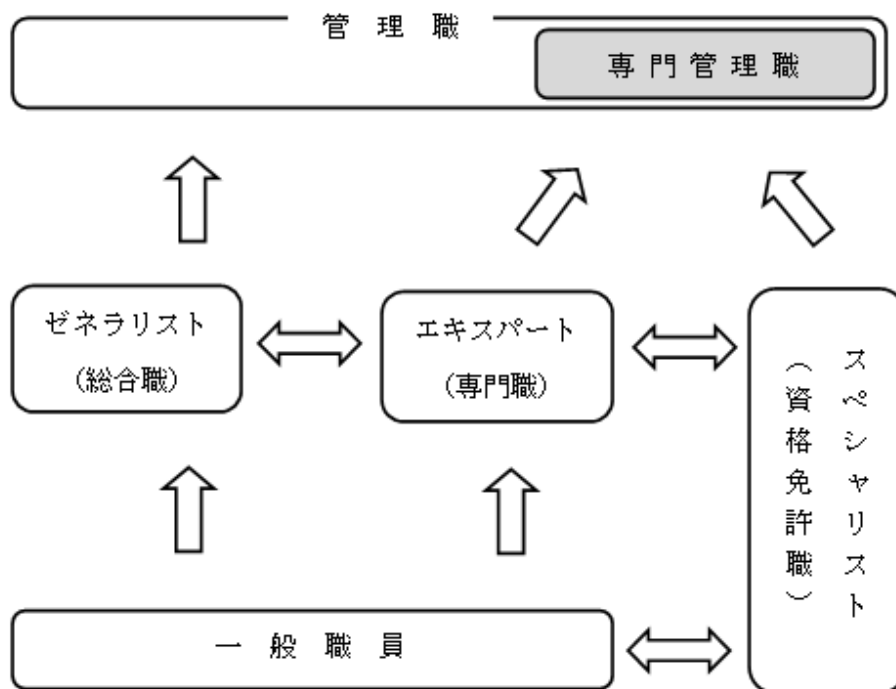 管理職
専門管理職
ゼネラリスト
(総合職)
エキスパート
(専門職)
スペシャリスト
（資格免許職）
一般職員